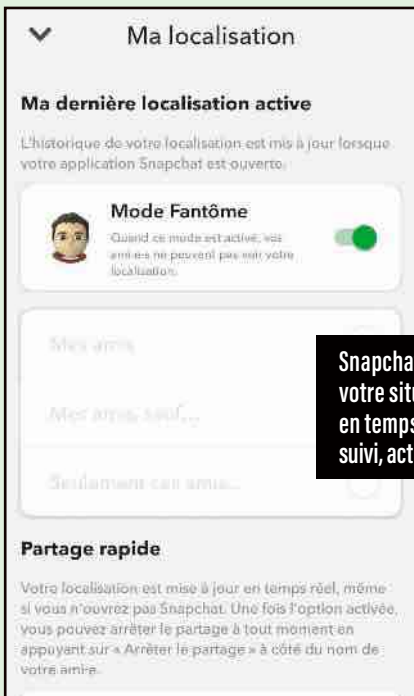 Ma localisation
Ma dernière localisation active
L'historique de votre localisation est mis à jour lorsque
votre application Snapchat est ouverte.
Mode Fantôme
Quand ce mode est activé, vos
ami·e·s ne peuvent pas voir votre
localisation.
Mes amis
Mes amis, sauf...
Seulement ces amis...
Snapcha
votre situ
en temps
suivi, act
Partage rapide
Votre localisation est mise à jour en temps réel, même
si vous n'ouvrez pas Snapchat. Une fois l'option activée,
vous pouvez arrêter le partage à tout moment en
appuyant sur « Arrêter le partage » à côté du nom de
votre ami·e.